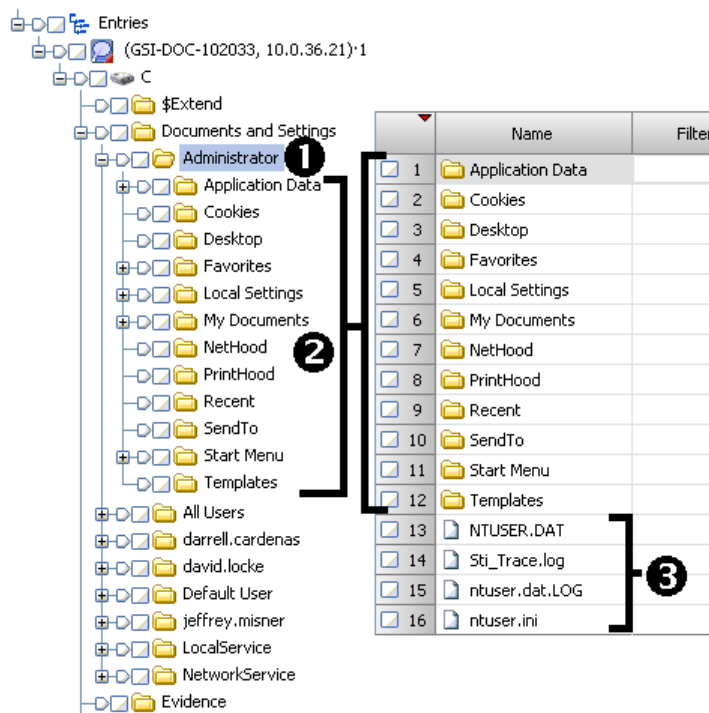 Entries
(GSI-DOC-102033, 10.0.36.21)·1
C
$Extend
Documents and Settings
Administrator 1
Application Data
Cookies
Desktop
Favorites
Local Settings
My Documents
NetHood
2
PrintHood
Recent
SendTo
Start Menu
Templates
All Users
darrell.cardenas
david.locke
Default User
jeffrey.misner
LocalService
NetworkService
Evidence
Name Filter
1 Application Data
2 Cookies
3 Desktop
4 Favorites
5 Local Settings
6 My Documents
7 NetHood
8 PrintHood
9 Recent
10 SendTo
11 Start Menu
12 Templates
13 NTUSER.DAT
14 Sti_Trace.log
3
15 ntuser.dat.LOG
16 ntuser.ini